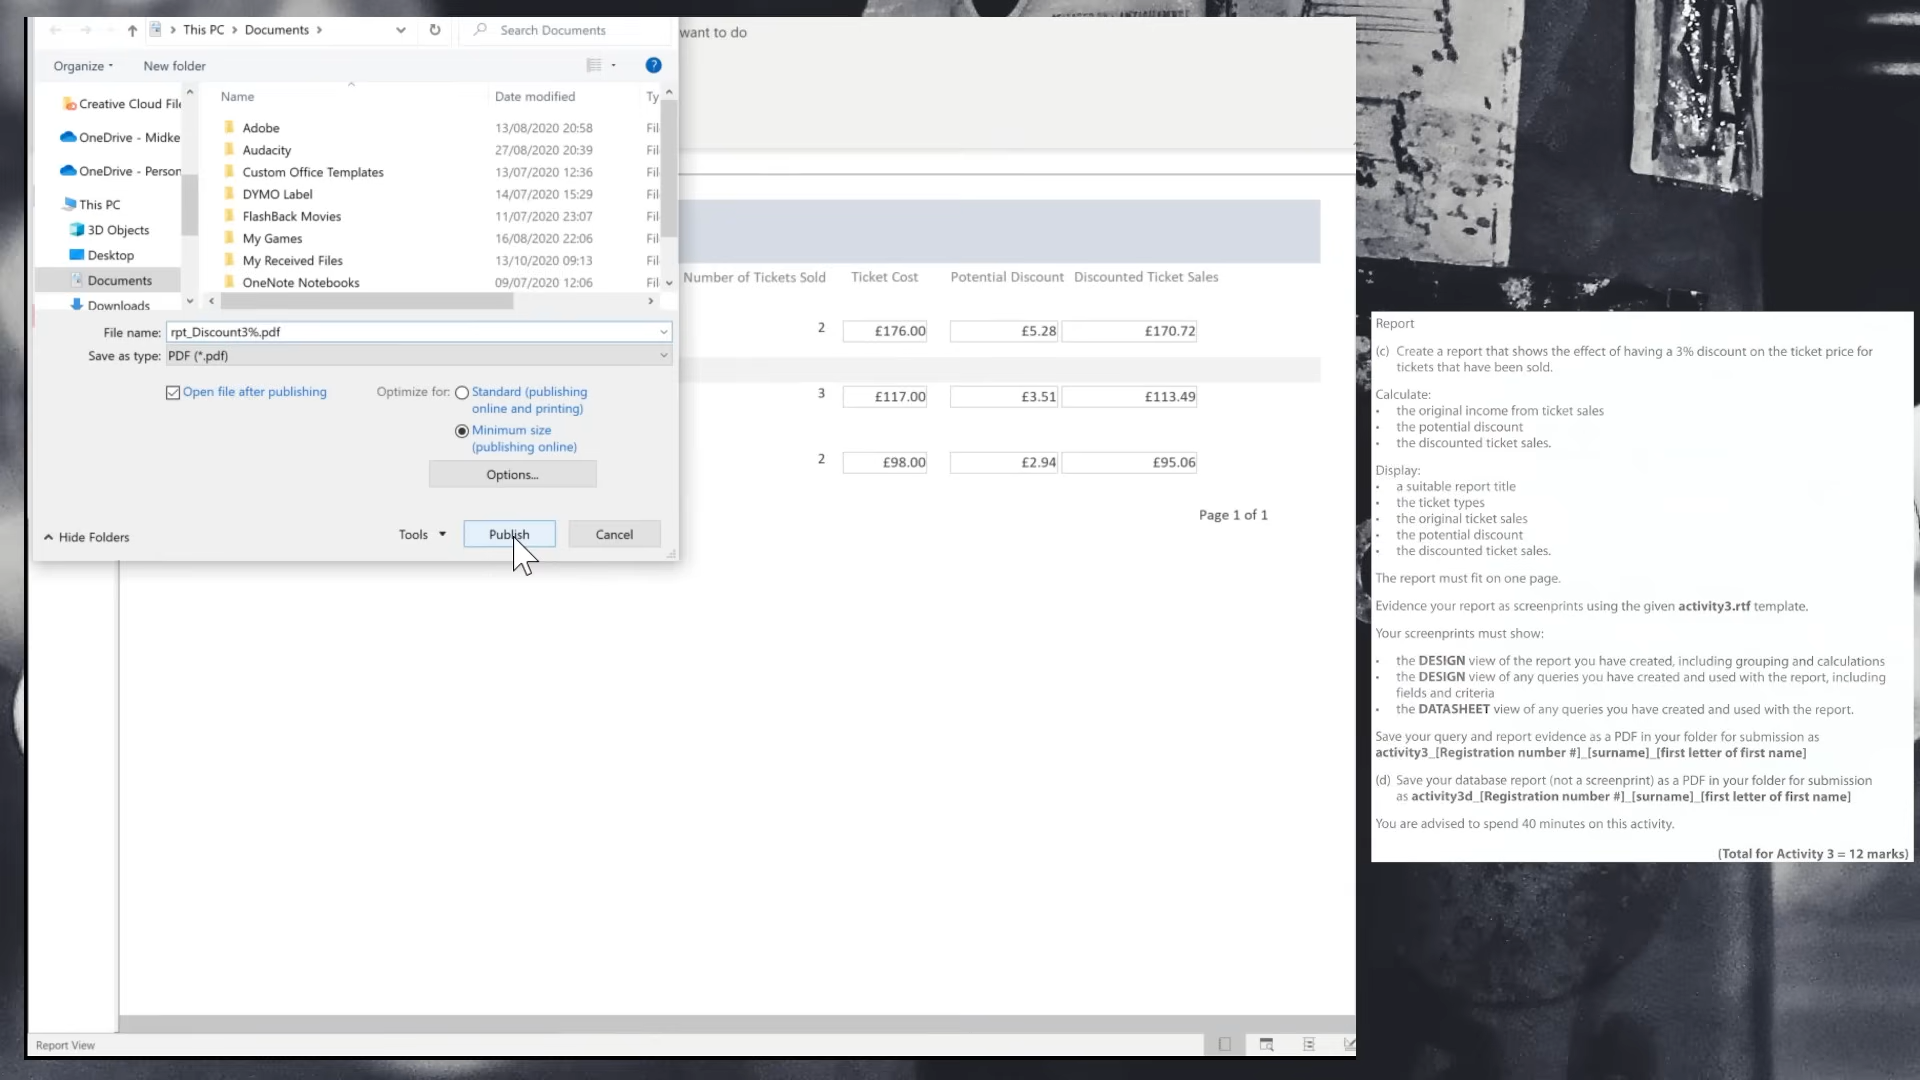 This PC > Documents >
Search Documents
want to do
Organize
New folder
?
Name
Date modified
Ty
Creative Cloud File
OneDrive - Midke
OneDrive - Person
This PC
3D Objects
Desktop
Documents
Downloads
Adobe 13/08/2020 20:58 Fil
Audacity 27/08/2020 20:39 Fil
Custom Office Templates 13/07/2020 12:36 Fil
DYMO Label 14/07/2020 15:29 Fil
FlashBack Movies 11/07/2020 23:07 Fil
My Games 16/08/2020 22:06 Fil
My Received Files 13/10/2020 09:13 Fil
OneNote Notebooks 09/07/2020 12:06 Fil
File name: rpt_Discount3%.pdf
Save as type: PDF (*.pdf)
Open file after publishing
Optimize for:
Standard (publishing
online and printing)
Minimum size
(publishing online)
Options...
Hide Folders
Tools
Publish
Cancel
Number of Tickets Sold Ticket Cost Potential Discount Discounted Ticket Sales
2 £176.00 £5.28 £170.72
3 £117.00 £3.51 £113.49
2 £98.00 £2.94 £95.06
Page 1 of 1
Report View
Report
(c) Create a report that shows the effect of having a 3% discount on the ticket price for
tickets that have been sold.
Calculate:
• the original income from ticket sales
• the potential discount
• the discounted ticket sales.
Display:
• a suitable report title
• the ticket types
• the original ticket sales
• the potential discount
• the discounted ticket sales.
The report must fit on one page.
Evidence your report as screenprints using the given activity3.rtf template.
Your screenprints must show:
• the DESIGN view of the report you have created, including grouping and calculations
• the DESIGN view of any queries you have created and used with the report, including
fields and criteria
• the DATASHEET view of any queries you have created and used with the report.
Save your query and report evidence as a PDF in your folder for submission as
activity3_[Registration number #]_[surname]_[first letter of first name]
(d) Save your database report (not a screenprint) as a PDF in your folder for submission
as activity3d_[Registration number #]_[surname]_[first letter of first name]
You are advised to spend 40 minutes on this activity.
(Total for Activity 3 = 12 marks)